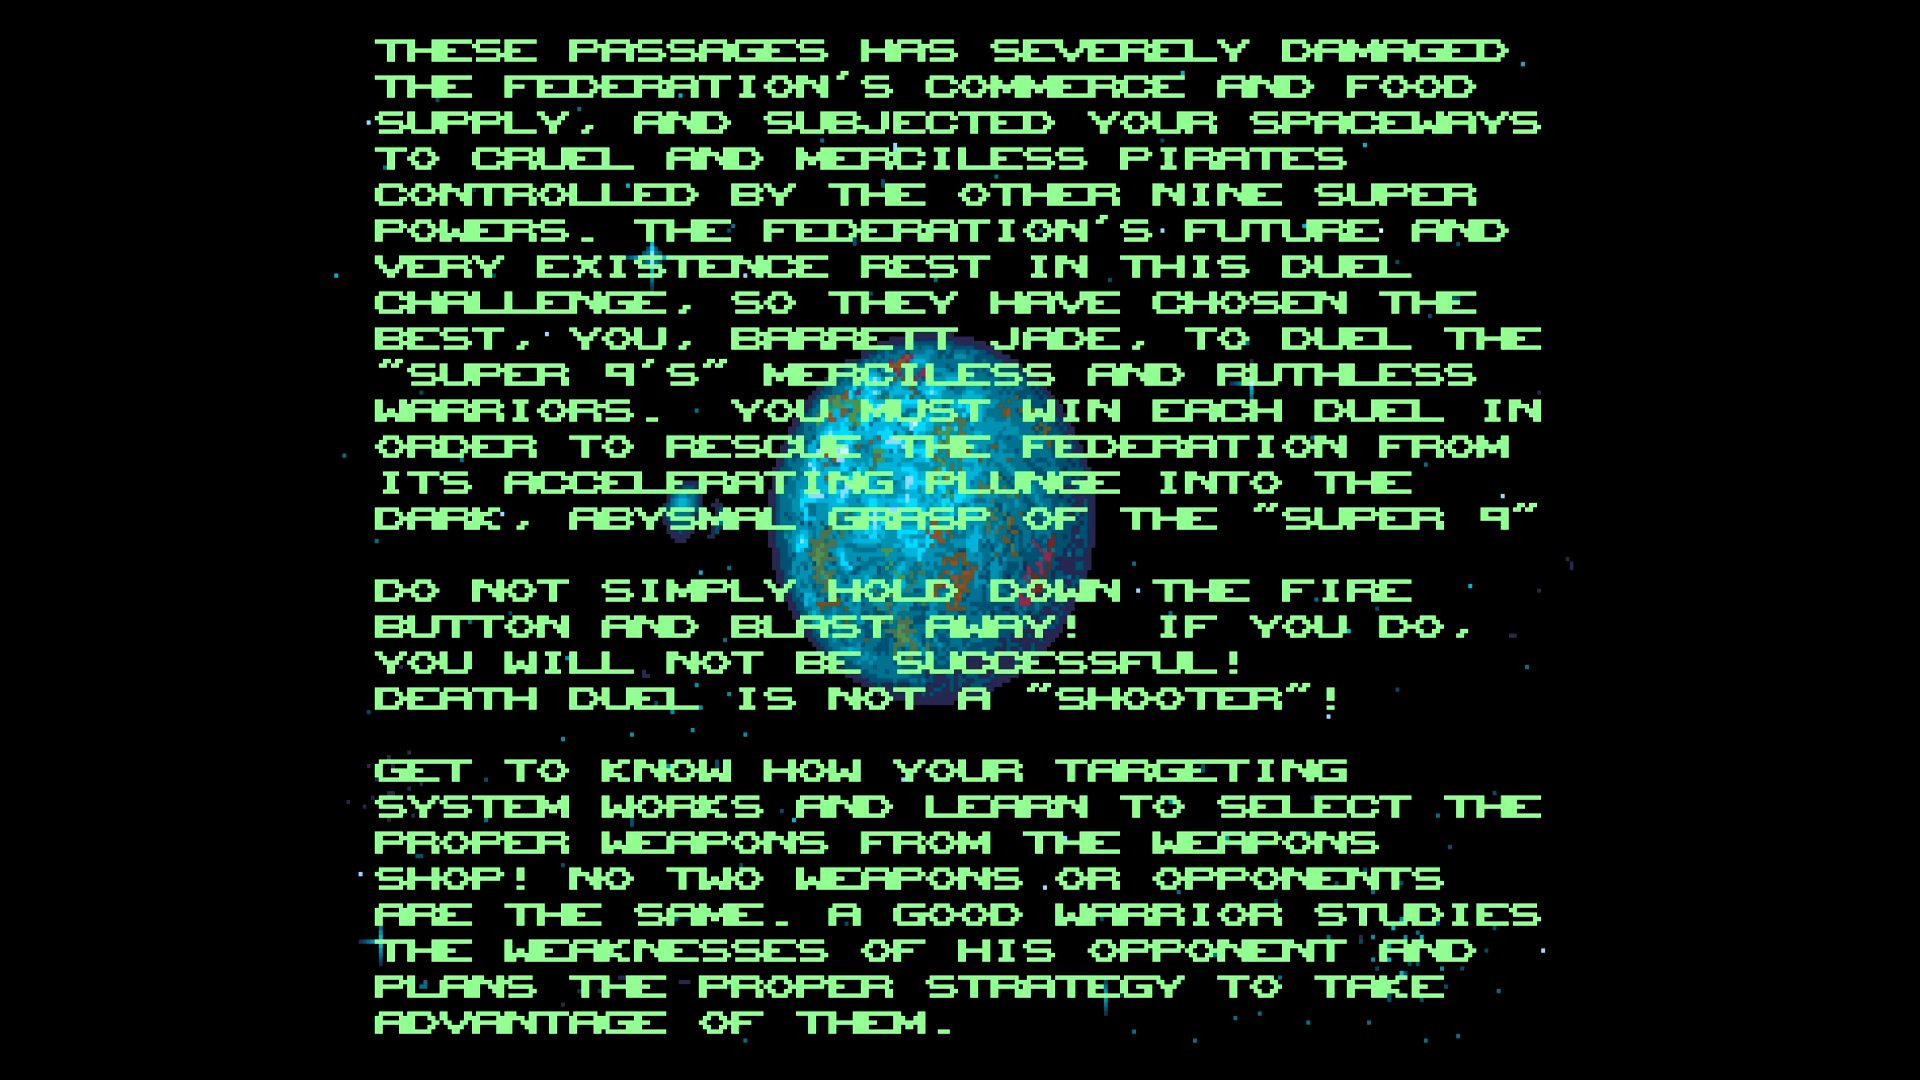 THESE PASSAGES HAS SEVERELY DAMAGED
THE FEDERATION'S COMMERCE AND FOOD
SUPPLY, AND SUBJECTED YOUR SPACEWAYS
TO CRUEL AND MERCILESS PIRATES
CONTROLLED BY THE OTHER NINE SUPER
POWERS. THE FEDERATION'S FUTURE AND
VERY EXISTENCE REST IN THIS DUEL
CHALLENGE, SO THEY HAVE CHOSEN THE
BEST, YOU, BARRETT JADE, TO DUEL THE
"SUPER 9'S" MERCILESS AND RUTHLESS
WARRIORS. YOU MUST WIN EACH DUEL IN
ORDER TO RESCUE THE FEDERATION FROM
ITS ACCELERATING PLUNGE INTO THE
DARK, ABYSMAL GRASP OF THE "SUPER 9"
DO NOT SIMPLY HOLD DOWN THE FIRE
BUTTON AND BLAST AWAY! IF YOU DO,
YOU WILL NOT BE SUCCESSFUL!
DEATH DUEL IS NOT A "SHOOTER"!
GET TO KNOW HOW YOUR TARGETING
SYSTEM WORKS AND LEARN TO SELECT THE
PROPER WEAPONS FROM THE WEAPONS
SHOP! NO TWO WEAPONS OR OPPONENTS
ARE THE SAME. A GOOD WARRIOR STUDIES
THE WEAKNESSES OF HIS OPPONENT AND
PLANS THE PROPER STRATEGY TO TAKE
ADVANTAGE OF THEM.